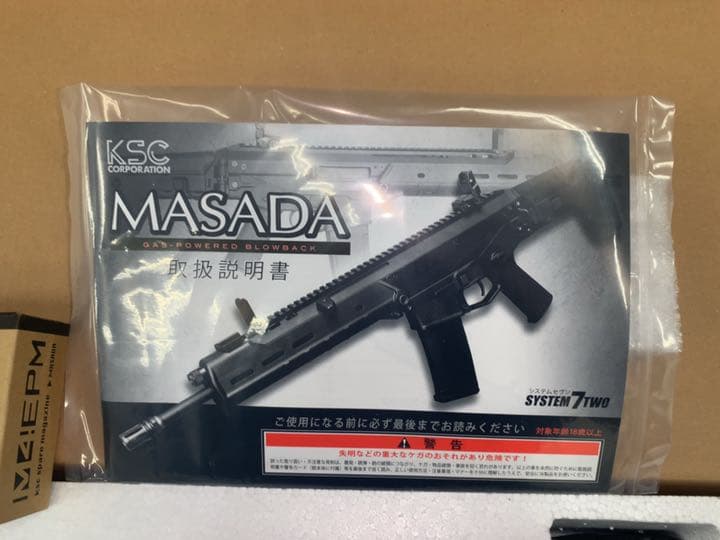 KSC
CORPORATION
MASADA
GAS-POWERED BLOWBACK
取扱説明書
システムセブン
SYSTEM 7 TWO
ご使用になる前に必ず最後までお読みください
対象年齢18歳以上
警告
失明などの重大なケガのおそれがあり危険です！
M4:EPM
ksc spare magazine
MASADA